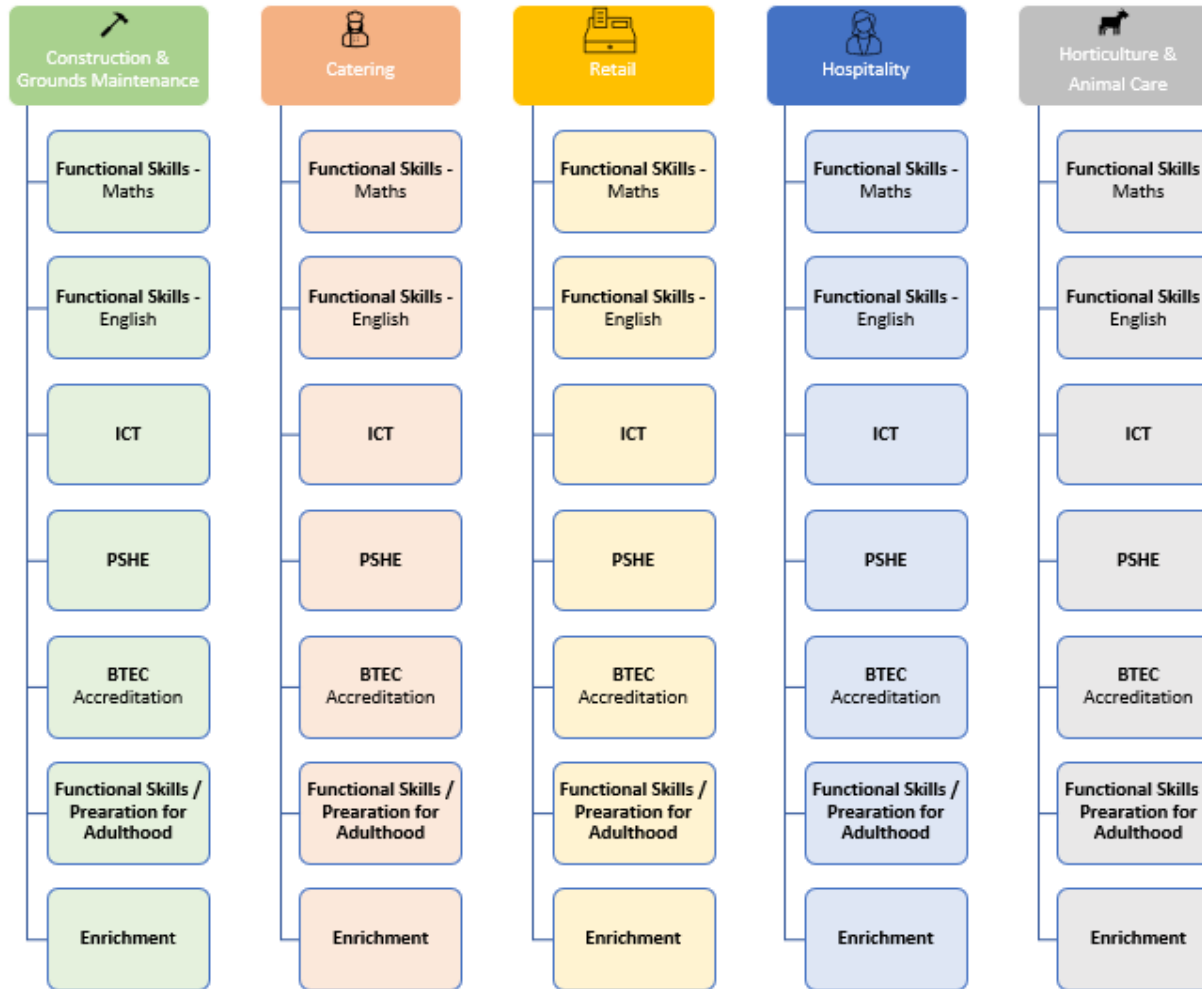 Construction &
Grounds Maintenance
Functional Skills -
Maths
Functional Skills -
English
ICT
PSHE
BTEC
Accreditation
Functional Skills /
Prearation for
Adulthood
Enrichment
Catering
Functional Skills -
Maths
Functional Skills -
English
ICT
PSHE
BTEC
Accreditation
Functional Skills /
Prearation for
Adulthood
Enrichment
Retail
Functional SKills -
Maths
Functional Skills -
English
ICT
PSHE
BTEC
Accreditation
Functional Skills /
Prearation for
Adulthood
Enrichment
Hospitality
Functional Skills -
Maths
Functional Skills -
English
ICT
PSHE
BTEC
Accreditation
Functional Skills /
Prearation for
Adulthood
Enrichment
Horticulture &
Animal Care
Functional Skills
Maths
Functional Skills
English
ICT
PSHE
BTEC
Accreditation
Functional Skills
Prearation for
Adulthood
Enrichment